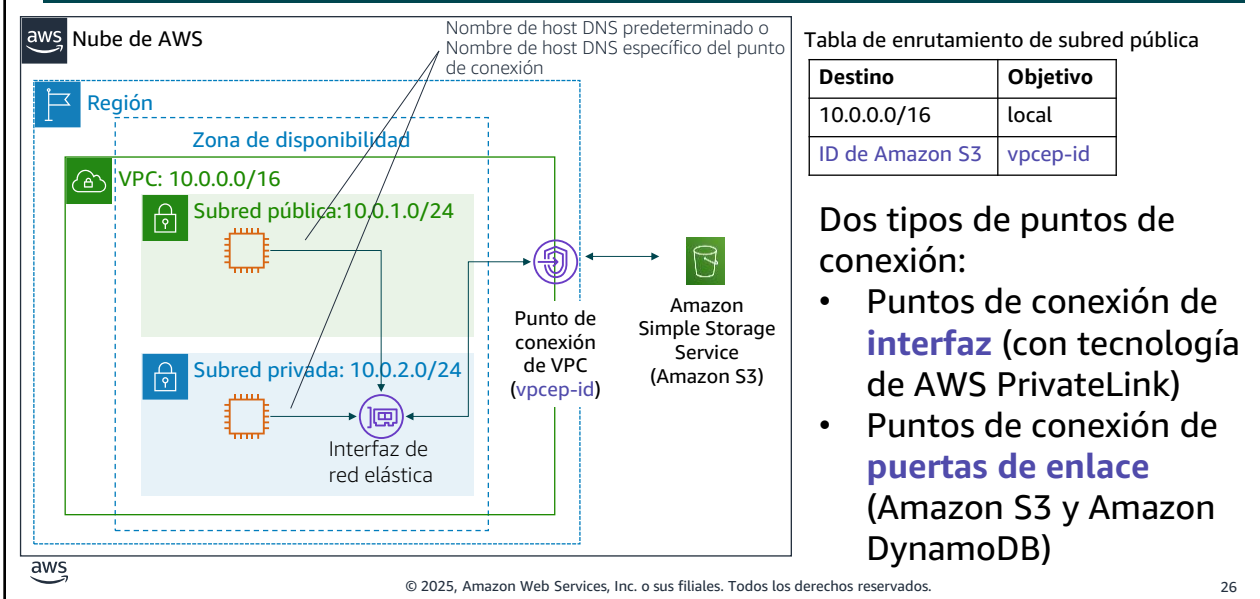 aws
Nube de AWS
Nombre de host DNS predeterminado o
Nombre de host DNS específico del punto
de conexión
Región
Zona de disponibilidad
VPC: 10.0.0.0/16
Subred pública:10.0.1.0/24
Subred privada: 10.0.2.0/24
Interfaz de
red elástica
Punto de
conexión
de VPC
(vpcep-id)
Amazon
Simple Storage
Service
(Amazon S3)
Tabla de enrutamiento de subred pública
Destino Objetivo
10.0.0.0/16 local
ID de Amazon S3 vpcep-id
Dos tipos de puntos de
conexión:
• Puntos de conexión de
interfaz (con tecnología
de AWS PrivateLink)
• Puntos de conexión de
puertas de enlace
(Amazon S3 y Amazon
DynamoDB)
aws
© 2025, Amazon Web Services, Inc. o sus filiales. Todos los derechos reservados.
26